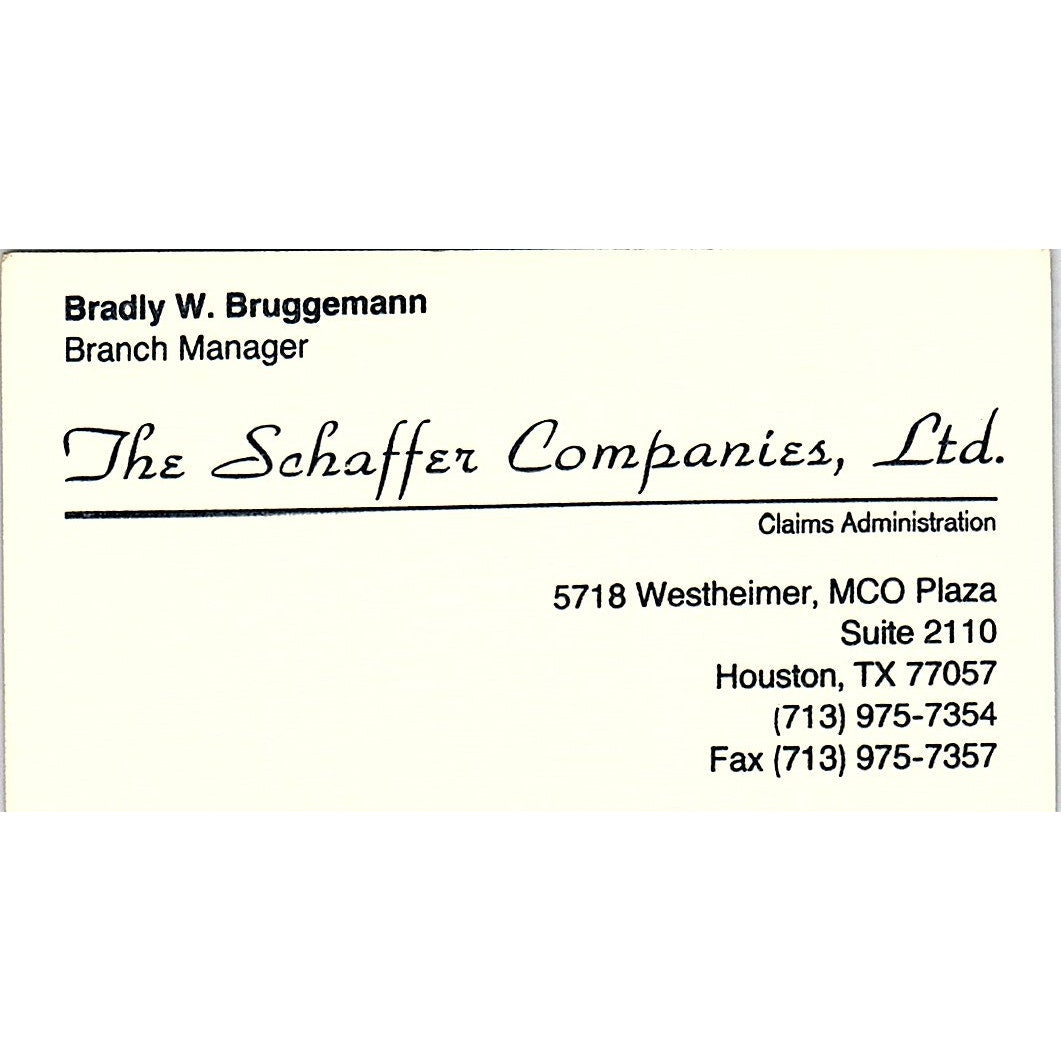 Bradly W. Bruggemann
Branch Manager
The Schaffer Companies, Ltd.
Claims Administration
5718 Westheimer, MCO Plaza
Suite 2110
Houston, TX 77057
(713) 975-7354
Fax (713) 975-7357